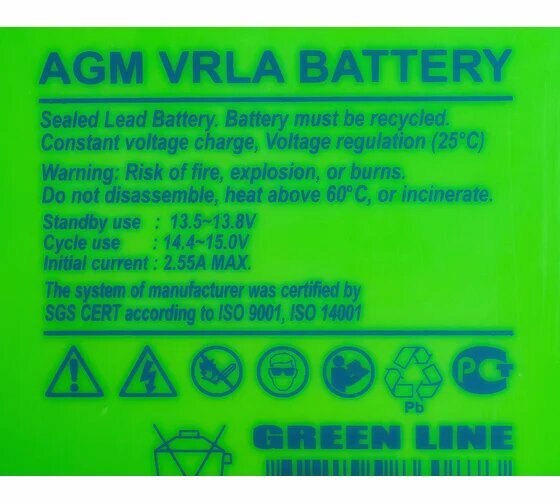 AGM VRLA BATTERY
Sealed Lead Battery. Battery must be recycled.
Constant voltage charge, Voltage regulation (25°C)
Warning: Risk of fire, explosion, or burns.
Do not disassemble, heat above 60°C, or incinerate.
Standby use : 13.5~13.8V
Cycle use : 14.4~15.0V
Initial current : 2.55A MAX.
The system of manufacturer was certified by
SGS CERT according to ISO 9001, ISO 14001
Pb
РСТ
GREEN LINE